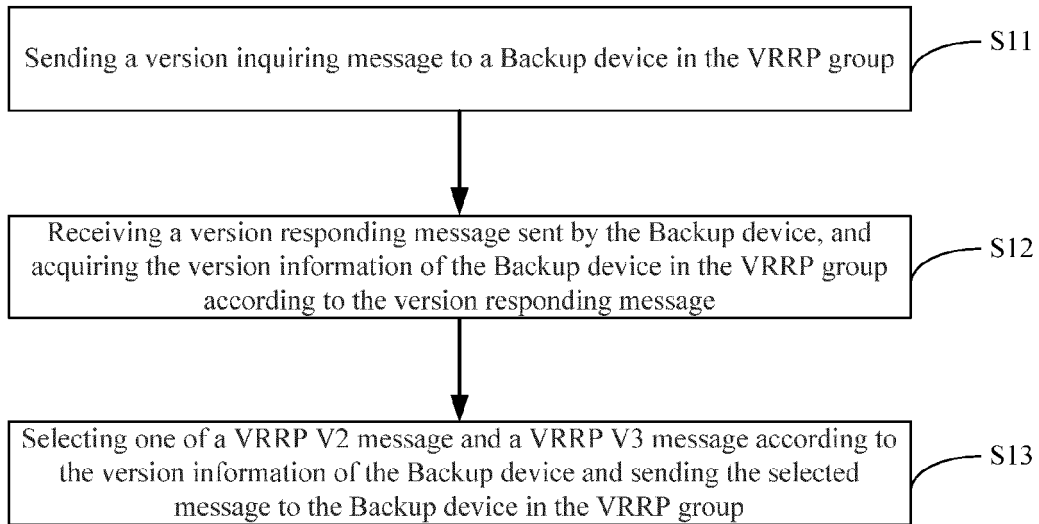 Sending a version inquiring message to a Backup device in the VRRP group
S11
Receiving a version responding message sent by the Backup device, and
acquiring the version information of the Backup device in the VRRP group
according to the version responding message
S12
Selecting one of a VRRP V2 message and a VRRP V3 message according to
the version information of the Backup device and sending the selected
message to the Backup device in the VRRP group
S13